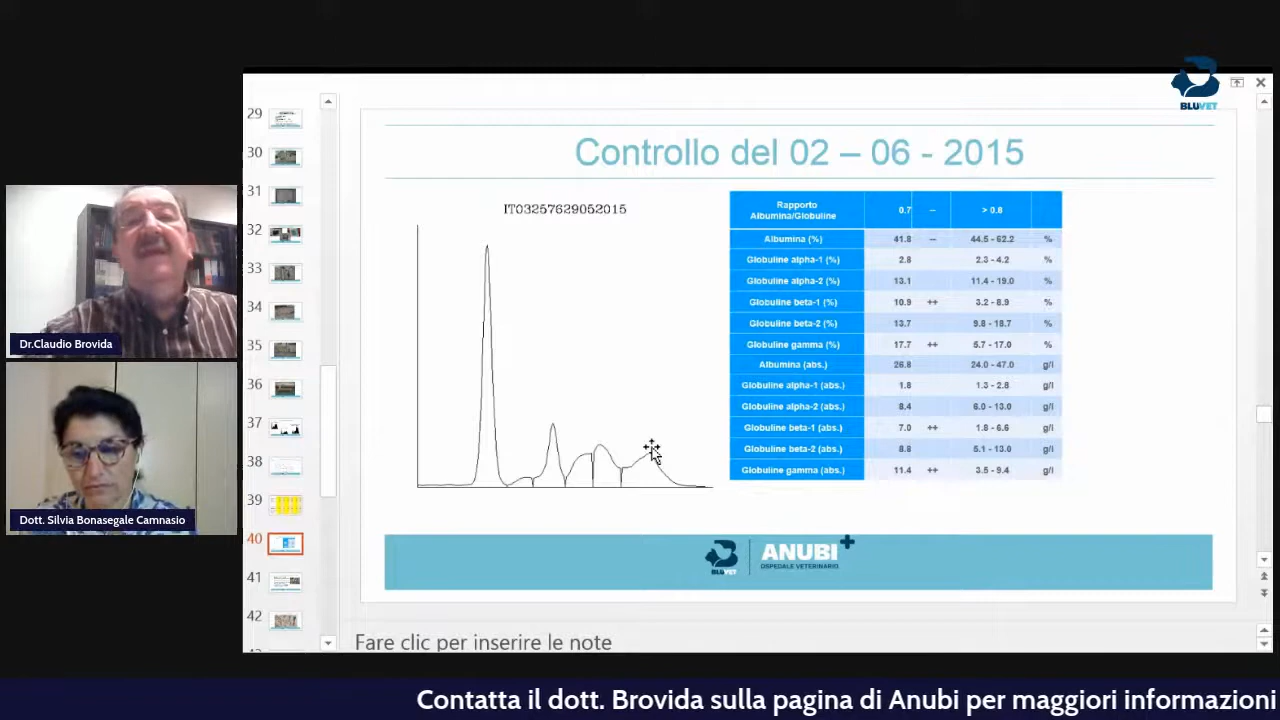 BLUVET
29
30
31
32
33
34
35
36
37
38
39
40
41
42
Controllo del 02 – 06 - 2015
IT03257629052015
Rapporto Albumina/Globuline 0.7 – > 0.8
Albumina (%) 41.8 – 44.5 - 62.2 %
Globuline alpha-1 (%) 2.8 2.3 - 4.2 %
Globuline alpha-2 (%) 13.1 11.4 - 19.0 %
Globuline beta-1 (%) 10.9 ++ 3.2 - 8.9 %
Globuline beta-2 (%) 13.7 9.8 - 18.7 %
Globuline gamma (%) 17.7 ++ 5.7 - 17.0 %
Albumina (abs.) 26.8 24.0 - 47.0 g/l
Globuline alpha-1 (abs.) 1.8 1.3 - 2.8 g/l
Globuline alpha-2 (abs.) 8.4 6.0 - 13.0 g/l
Globuline beta-1 (abs.) 7.0 ++ 1.8 - 6.6 g/l
Globuline beta-2 (abs.) 8.8 5.1 - 13.0 g/l
Globuline gamma (abs.) 11.4 ++ 3.5 - 9.4 g/l
Dr.Claudio Brovida
Dott. Silvia Bonasegale Camnasio
BLUVET
ANUBI
OSPEDALE VETERINARIO
Fare clic per inserire le note
Contatta il dott. Brovida sulla pagina di Anubi per maggiori informazioni